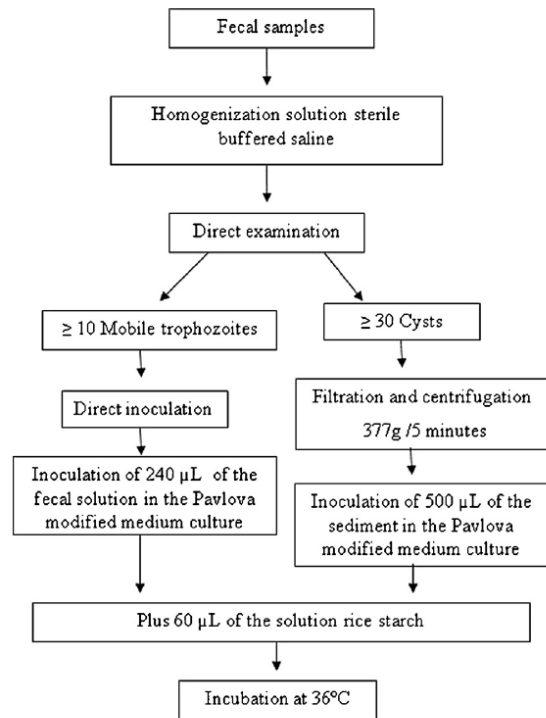 Fecal samples
Homogenization solution sterile
buffered saline
Direct examination
≥ 10 Mobile trophozoites
≥ 30 Cysts
Direct inoculation
Filtration and centrifugation
377g /5 minutes
Inoculation of 240 µL of the
fecal solution in the Pavlova
modified medium culture
Inoculation of 500 µL of the
sediment in the Pavlova
modified medium culture
Plus 60 µL of the solution rice starch
Incubation at 36°C